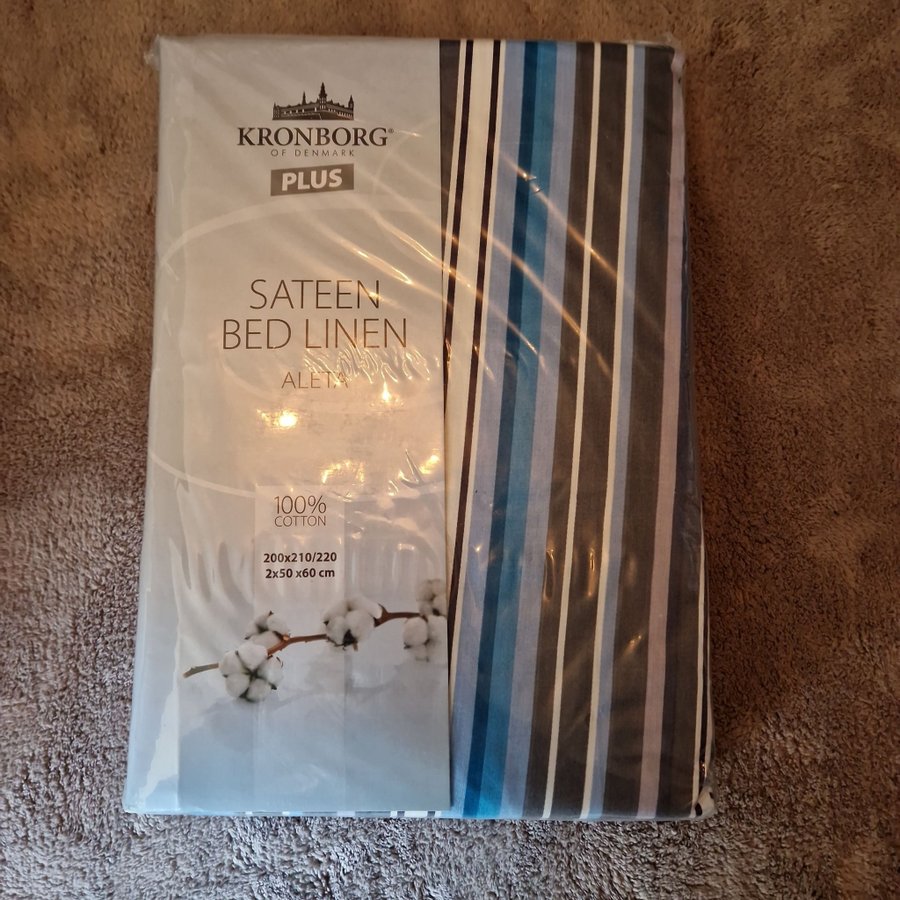 KRONBORG®
OF DENMARK
PLUS
SATEEN
BED LINEN
ALETA
100%
COTTON
200x210/220
2x50 x60 cm